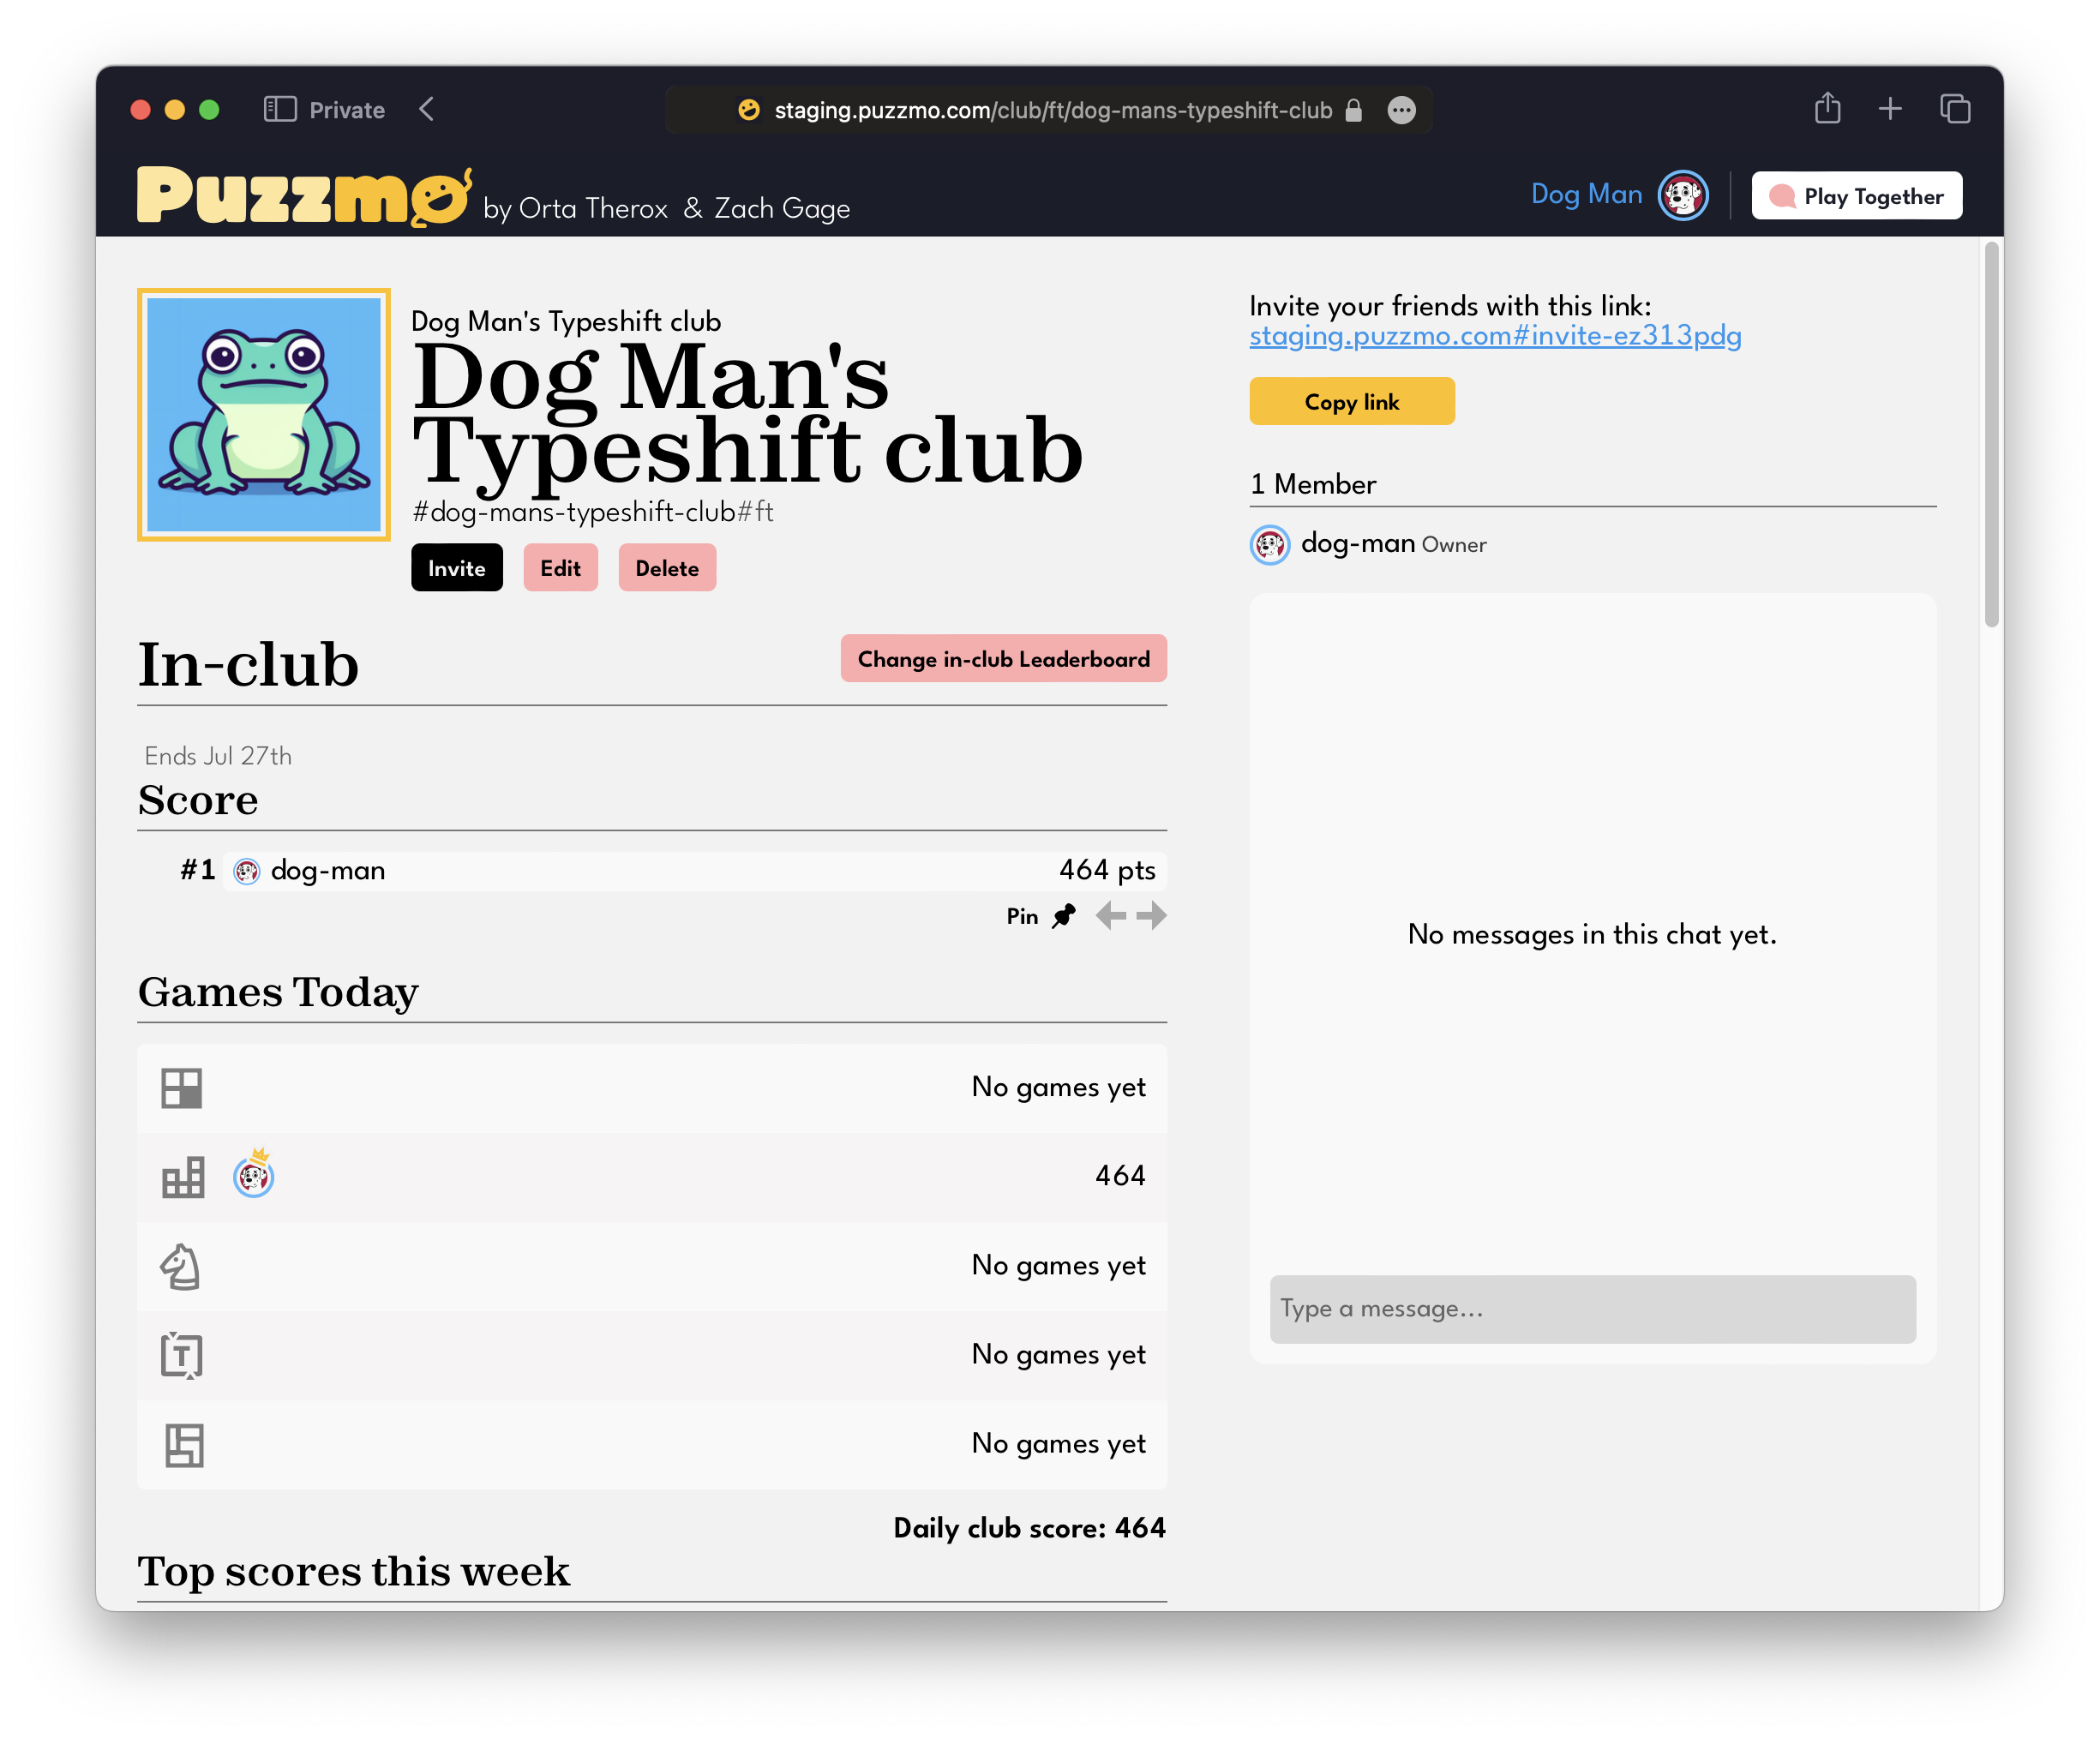 Private
staging.puzzmo.com/club/ft/dog-mans-typeshift-club
Puzzmo by Orta Therox & Zach Gage
Dog Man
Play Together
Dog Man's Typeshift club
Dog Man's
Typeshift club
#dog-mans-typeshift-club#ft
Invite
Edit
Delete
In-club
Change in-club Leaderboard
Ends Jul 27th
Score
#1 dog-man 464 pts
Pin
Games Today
No games yet
464
No games yet
T No games yet
No games yet
Daily club score: 464
Top scores this week
Invite your friends with this link:
staging.puzzmo.com#invite-ez313pdg
Copy link
1 Member
dog-man Owner
No messages in this chat yet.
Type a message...